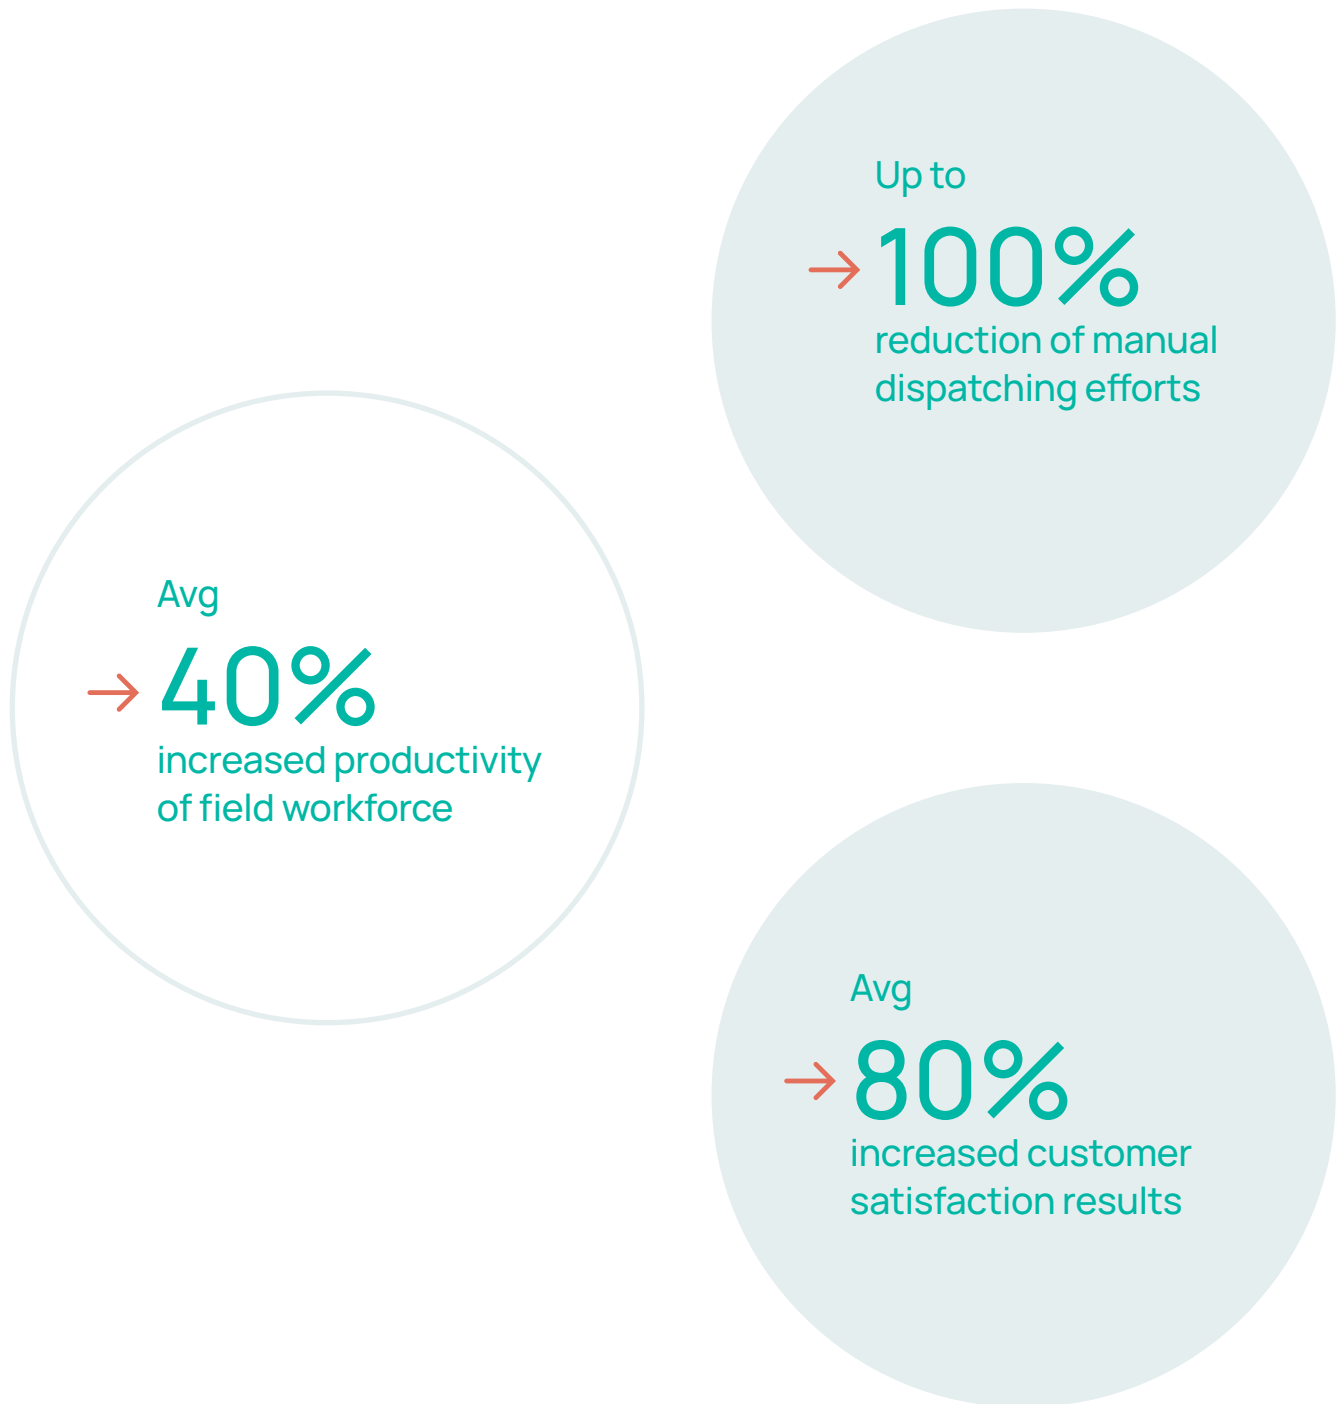 Up to
100%
reduction of manual
dispatching efforts
Avg
40%
increased productivity
of field workforce
Avg
80%
increased customer
satisfaction results